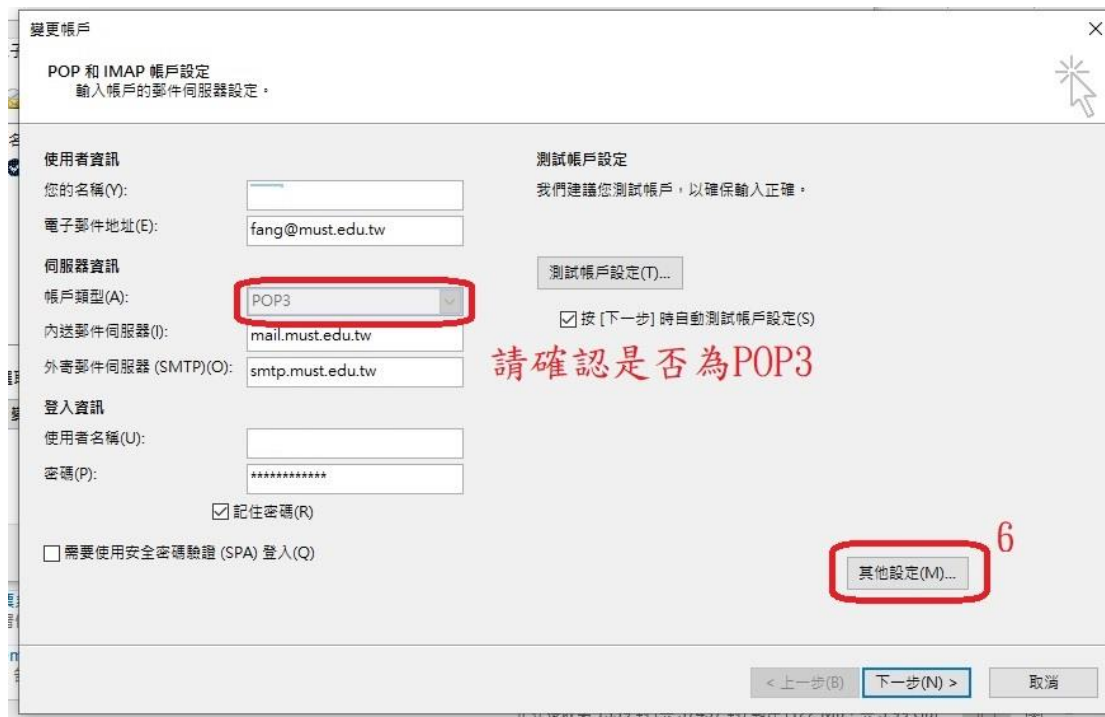 變更帳戶
POP 和 IMAP 帳戶設定
輸入帳戶的郵件伺服器設定。
使用者資訊
您的名稱(Y):
電子郵件地址(E):
fang@must.edu.tw
伺服器資訊
帳戶類型(A):
POP3
內送郵件伺服器(I):
mail.must.edu.tw
外寄郵件伺服器 (SMTP)(O):
smtp.must.edu.tw
登入資訊
使用者名稱(U):
密碼(P):
************
記住密碼(R)
需要使用安全密碼驗證 (SPA) 登入(Q)
測試帳戶設定
我們建議您測試帳戶，以確保輸入正確。
測試帳戶設定(T)...
按 [下一步] 時自動測試帳戶設定(S)
請確認是否為POP3
6
其他設定(M)...
< 上一步(B)
下一步(N) >
取消